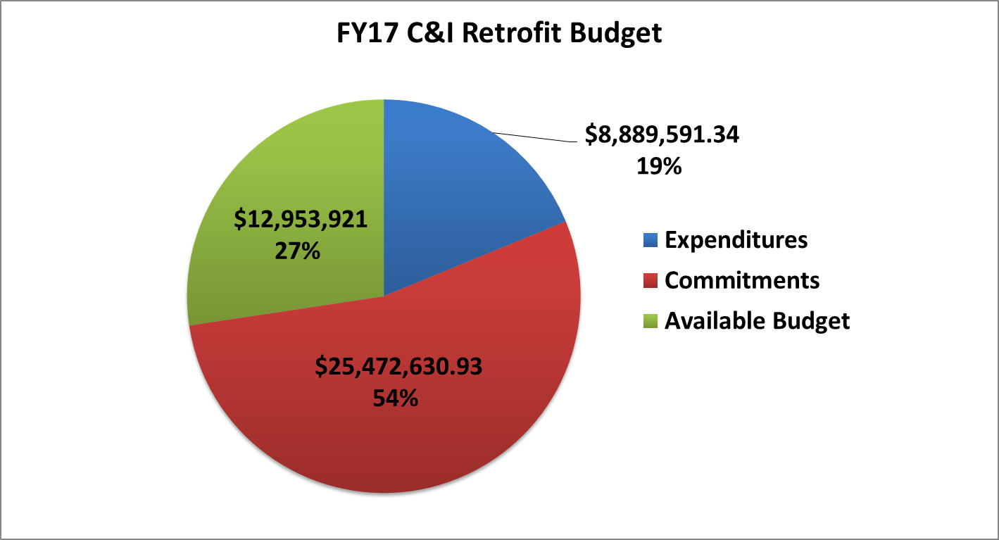 FY17 C&I Retrofit Budget
$8,889,591.34
19%
$12,953,921
27%
$25,472,630.93
54%
Expenditures
Commitments
Available Budget